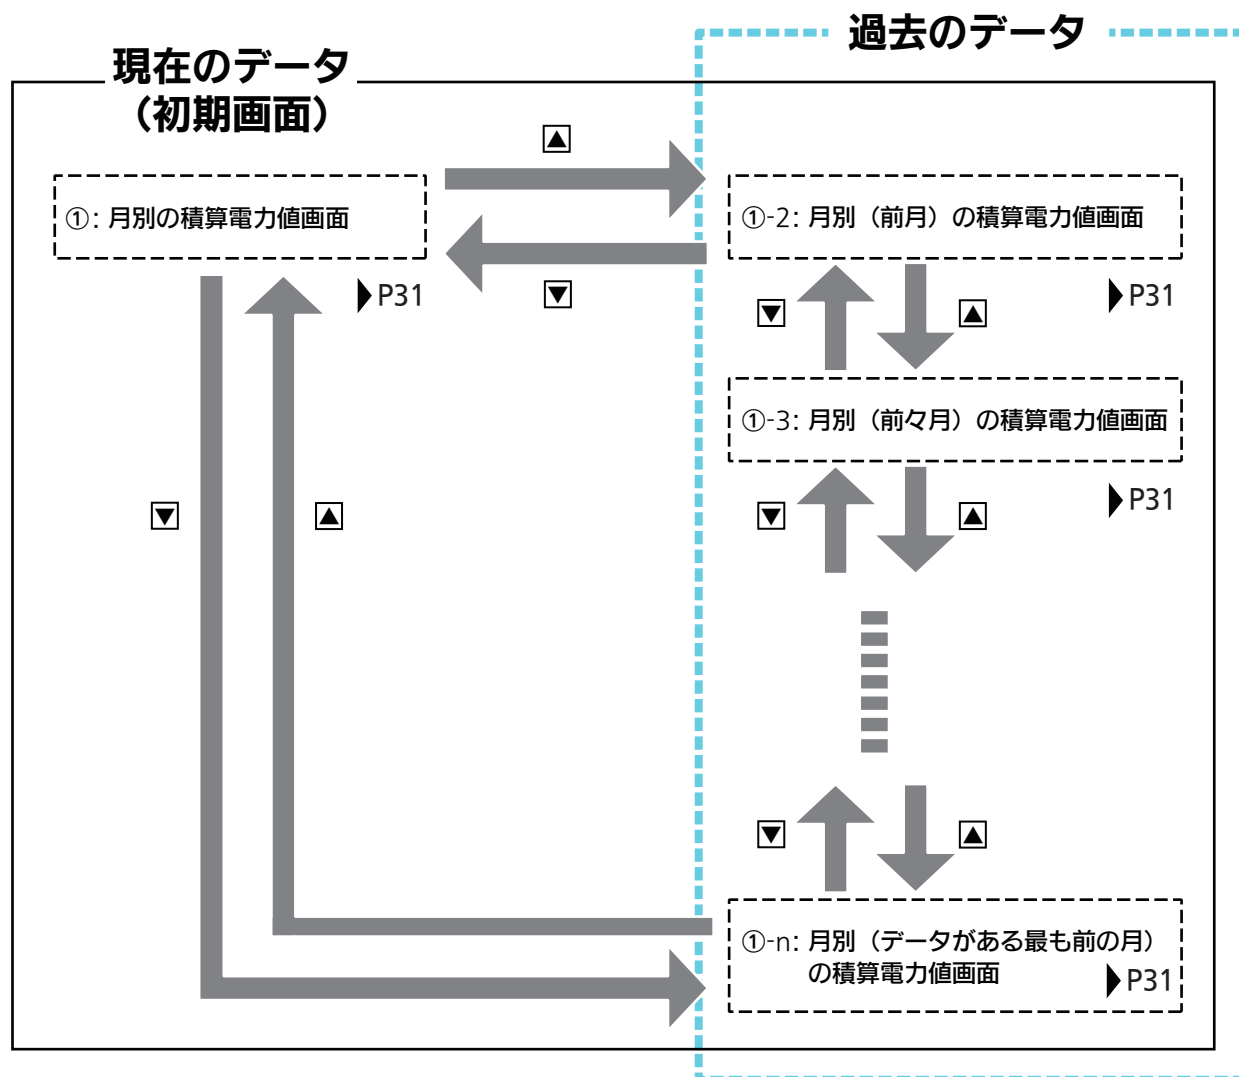 過去のデータ
現在のデータ
（初期画面）
▲
①: 月別の積算電力値画面
①-2: 月別（前月）の積算電力値画面
▶P31
▼
▶P31
▼
▲
①-3: 月別（前々月）の積算電力値画面
▶P31
▼
▲
▼
▲
▼
▲
①-n: 月別（データがある最も前の月）
の積算電力値画面
▶P31